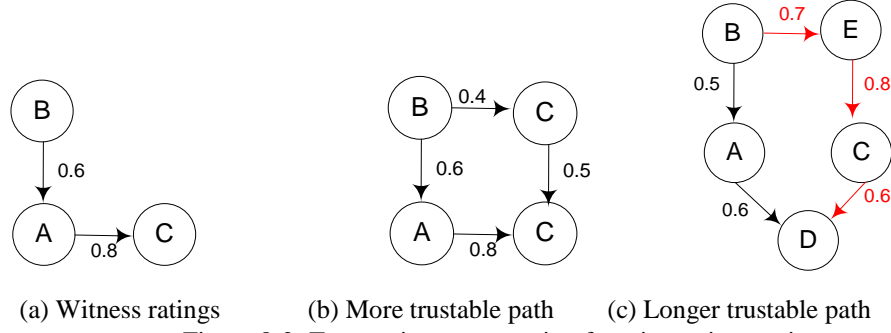 B
0.7
E
0.5
0.8
A
C
0.6
0.6
D
B
0.4
C
0.6
0.5
A
0.8
C
B
0.6
A
0.8
C
(a) Witness ratings
(b) More trustable path
(c) Longer trustable path
Figure